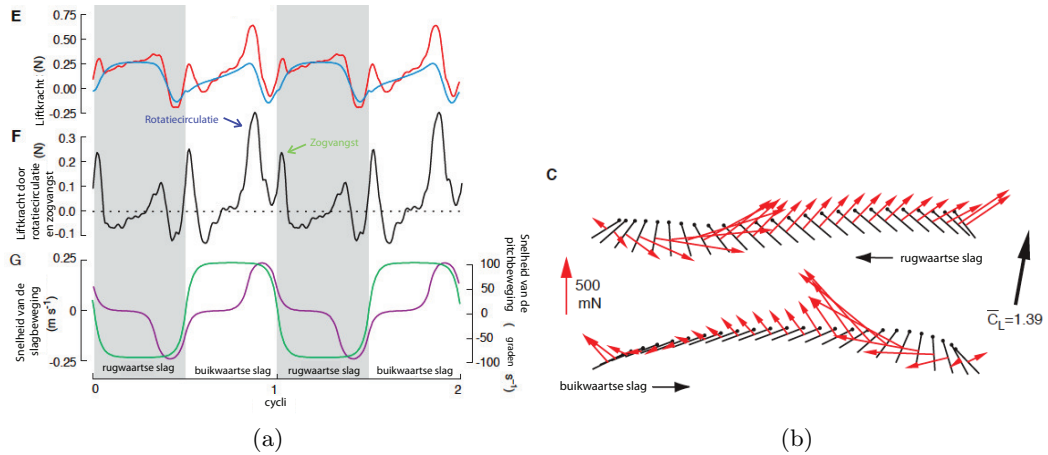 E
0.75
0.50
0.25
0.00
-0.25
Liftkracht (N)
Rotatiecirculatie
F
Zogvangst
0.3
0.2
0.1
0.0
-0.1
Liftkracht door
rotatiecirculatie (N)
en zogvangst
G
0.25
0
-0.25
Snelheid van de
slagbeweging
(m s⁻¹)
100
50
0
-50
-100
Snelheid van de
pitchbeweging
( graden s⁻¹)
rugwaartse slag
buikwaartse slag
rugwaartse slag
buikwaartse slag
0
1
2
cycli
(a)
C
rugwaartse slag
500
mN
C̅L=1.39
buikwaartse slag
(b)